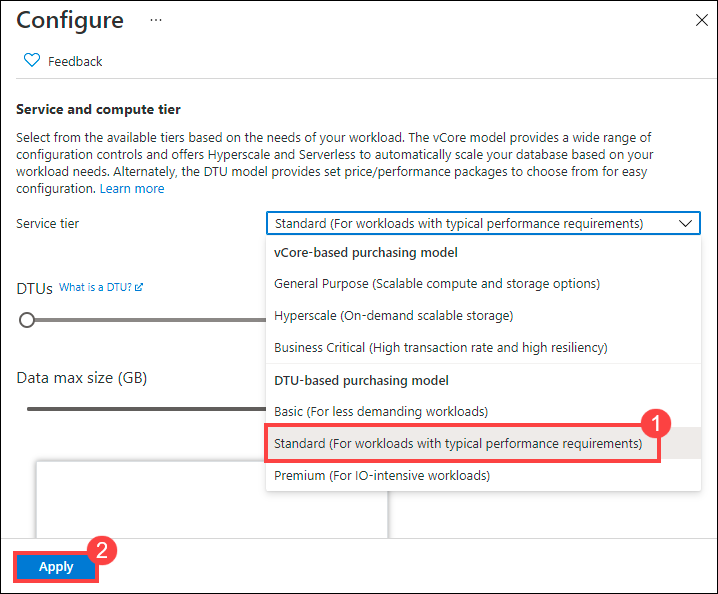 Configure ...
Feedback
Service and compute tier
Select from the available tiers based on the needs of your workload. The vCore model provides a wide range of
configuration controls and offers Hyperscale and Serverless to automatically scale your database based on your
workload needs. Alternately, the DTU model provides set price/performance packages to choose from for easy
configuration. Learn more
Service tier
Standard (For workloads with typical performance requirements)
vCore-based purchasing model
General Purpose (Scalable compute and storage options)
Hyperscale (On-demand scalable storage)
Business Critical (High transaction rate and high resiliency)
DTU-based purchasing model
Basic (For less demanding workloads)
Standard (For workloads with typical performance requirements)
1
Premium (For IO-intensive workloads)
DTUs What is a DTU?
Data max size (GB)
Apply
2